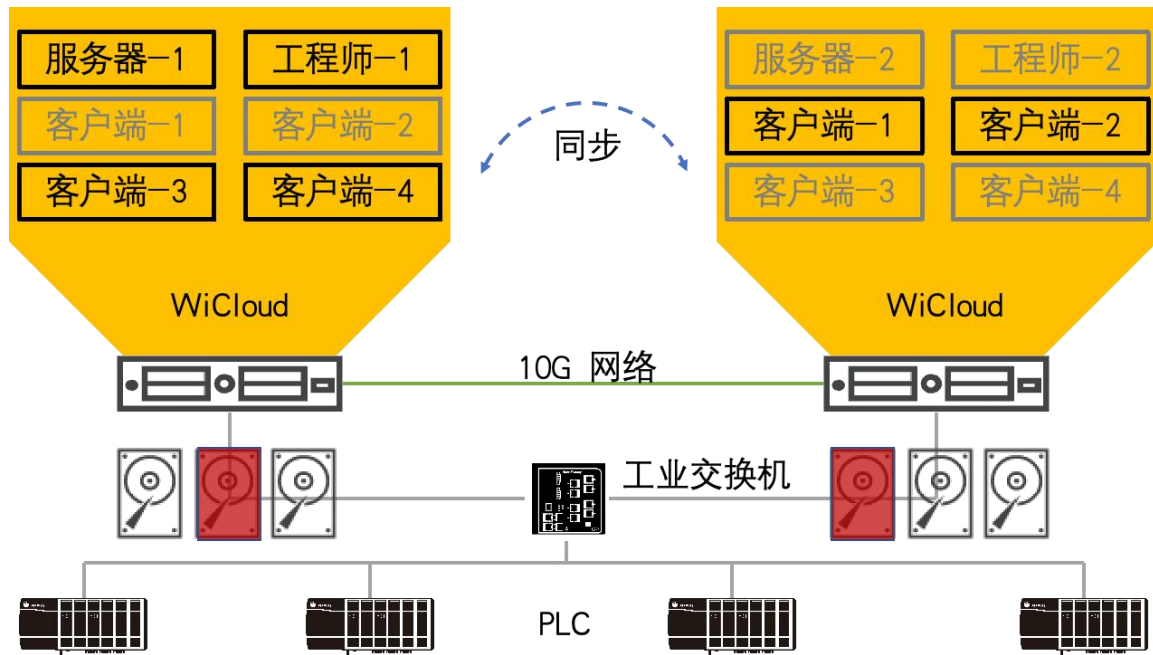 服务器-1 工程师-1
客户端-1 客户端-2
客户端-3 客户端-4
服务器-2 工程师-2
客户端-1 客户端-2
客户端-3 客户端-4
同步
WiCloud
WiCloud
10G 网络
工业交换机
PLC